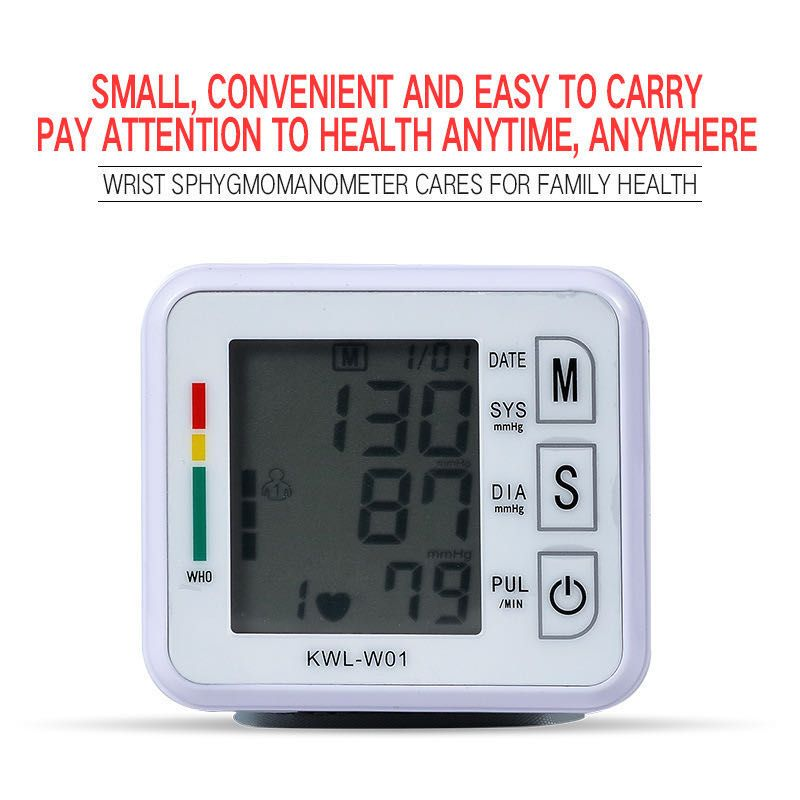 SMALL, CONVENIENT AND EASY TO CARRY
PAY ATTENTION TO HEALTH ANYTIME, ANYWHERE
WRIST SPHYGMOMANOMETER CARES FOR FAMILY HEALTH
M 1/01
DATE
M
130
SYS
mmHg
mmHg
1
87
DIA
mmHg
S
mmHg
1 79
PUL
/MIN
WHO
KWL-W01